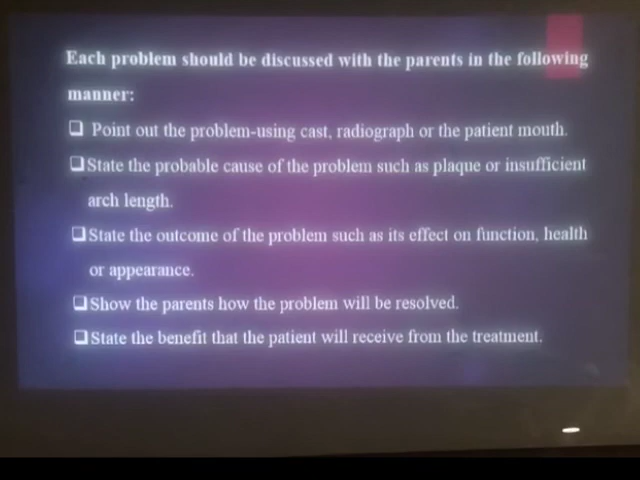 Each problem should be discussed with the parents in the following
manner:
❑ Point out the problem-using cast, radiograph or the patient mouth.
❑State the probable cause of the problem such as plaque or insufficient
arch length.
❑State the outcome of the problem such as its effect on function, health
or appearance.
❑Show the parents how the problem will be resolved.
❑State the benefit that the patient will receive from the treatment.